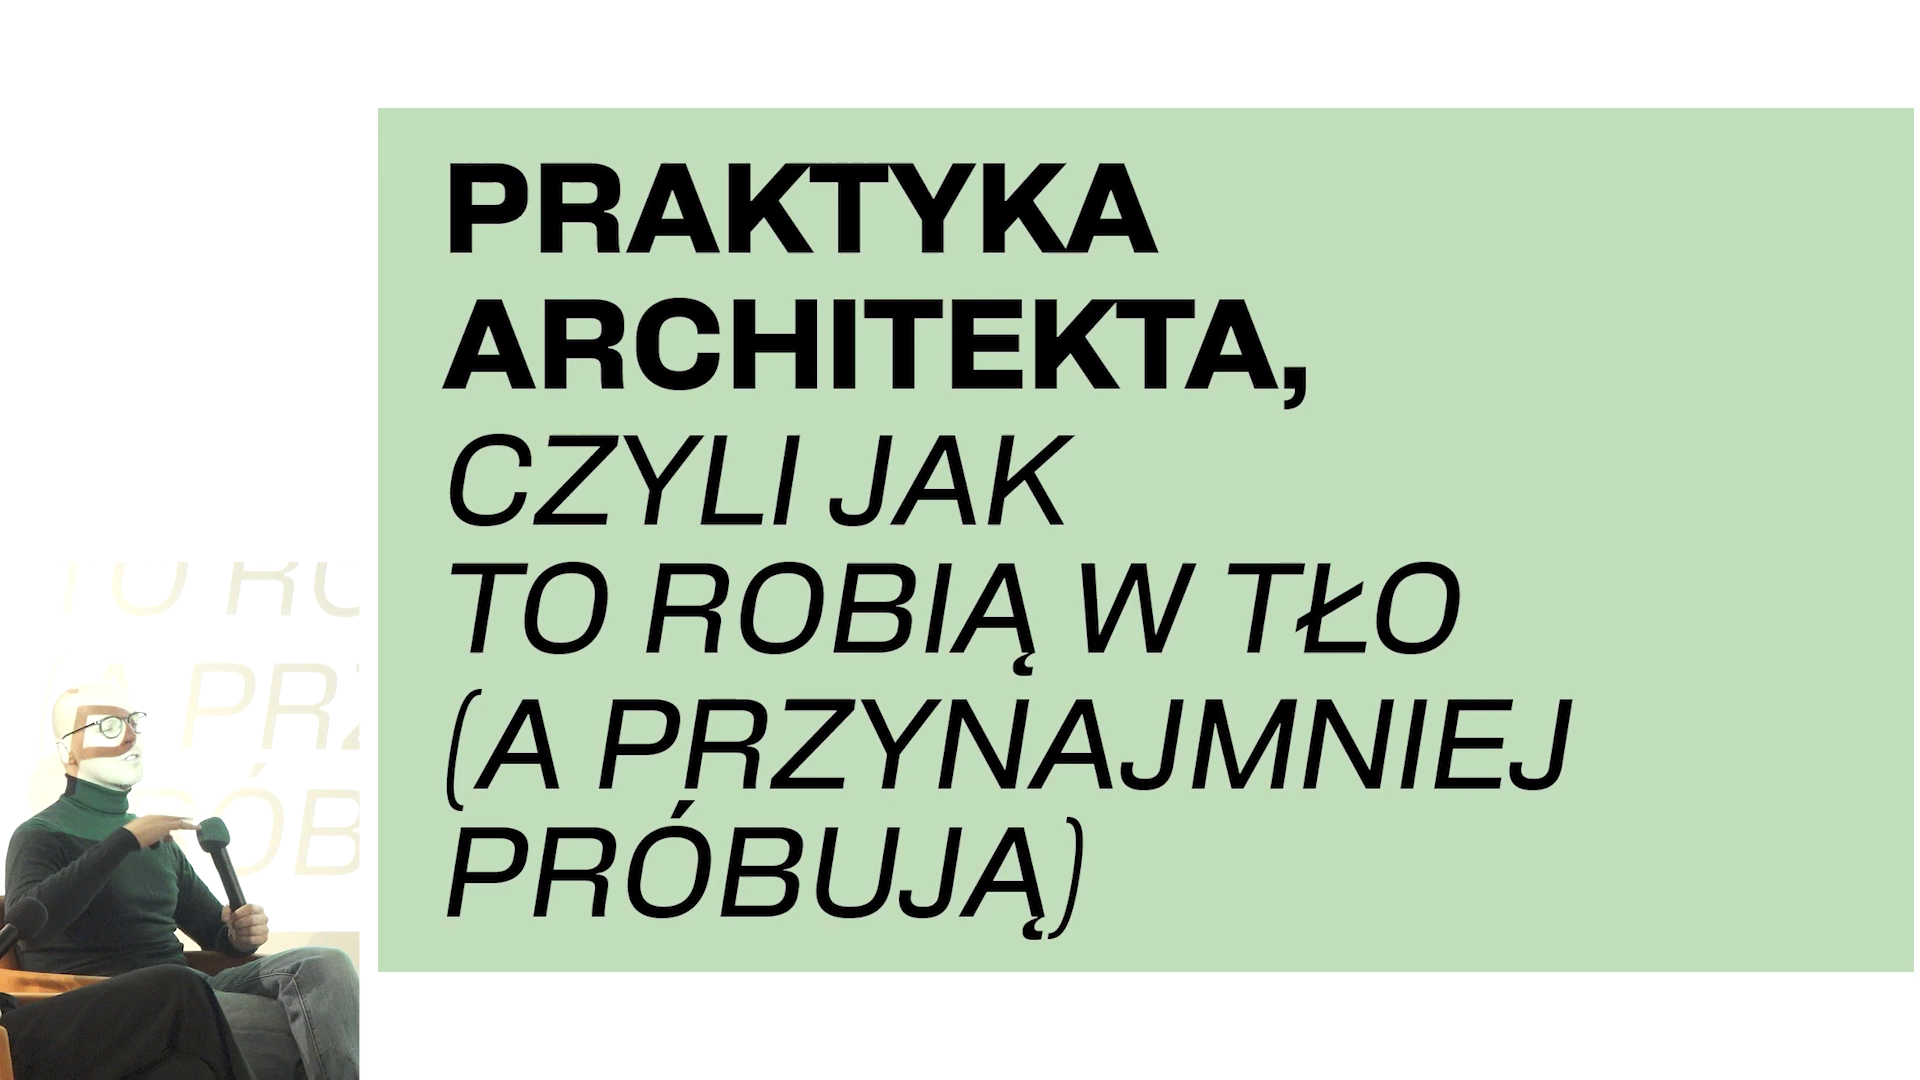 PRAKTYKA
ARCHITEKTA,
CZYLI JAK
TO ROBIĄ W TŁO
(A PRZYNAJMNIEJ
PRÓBUJĄ)